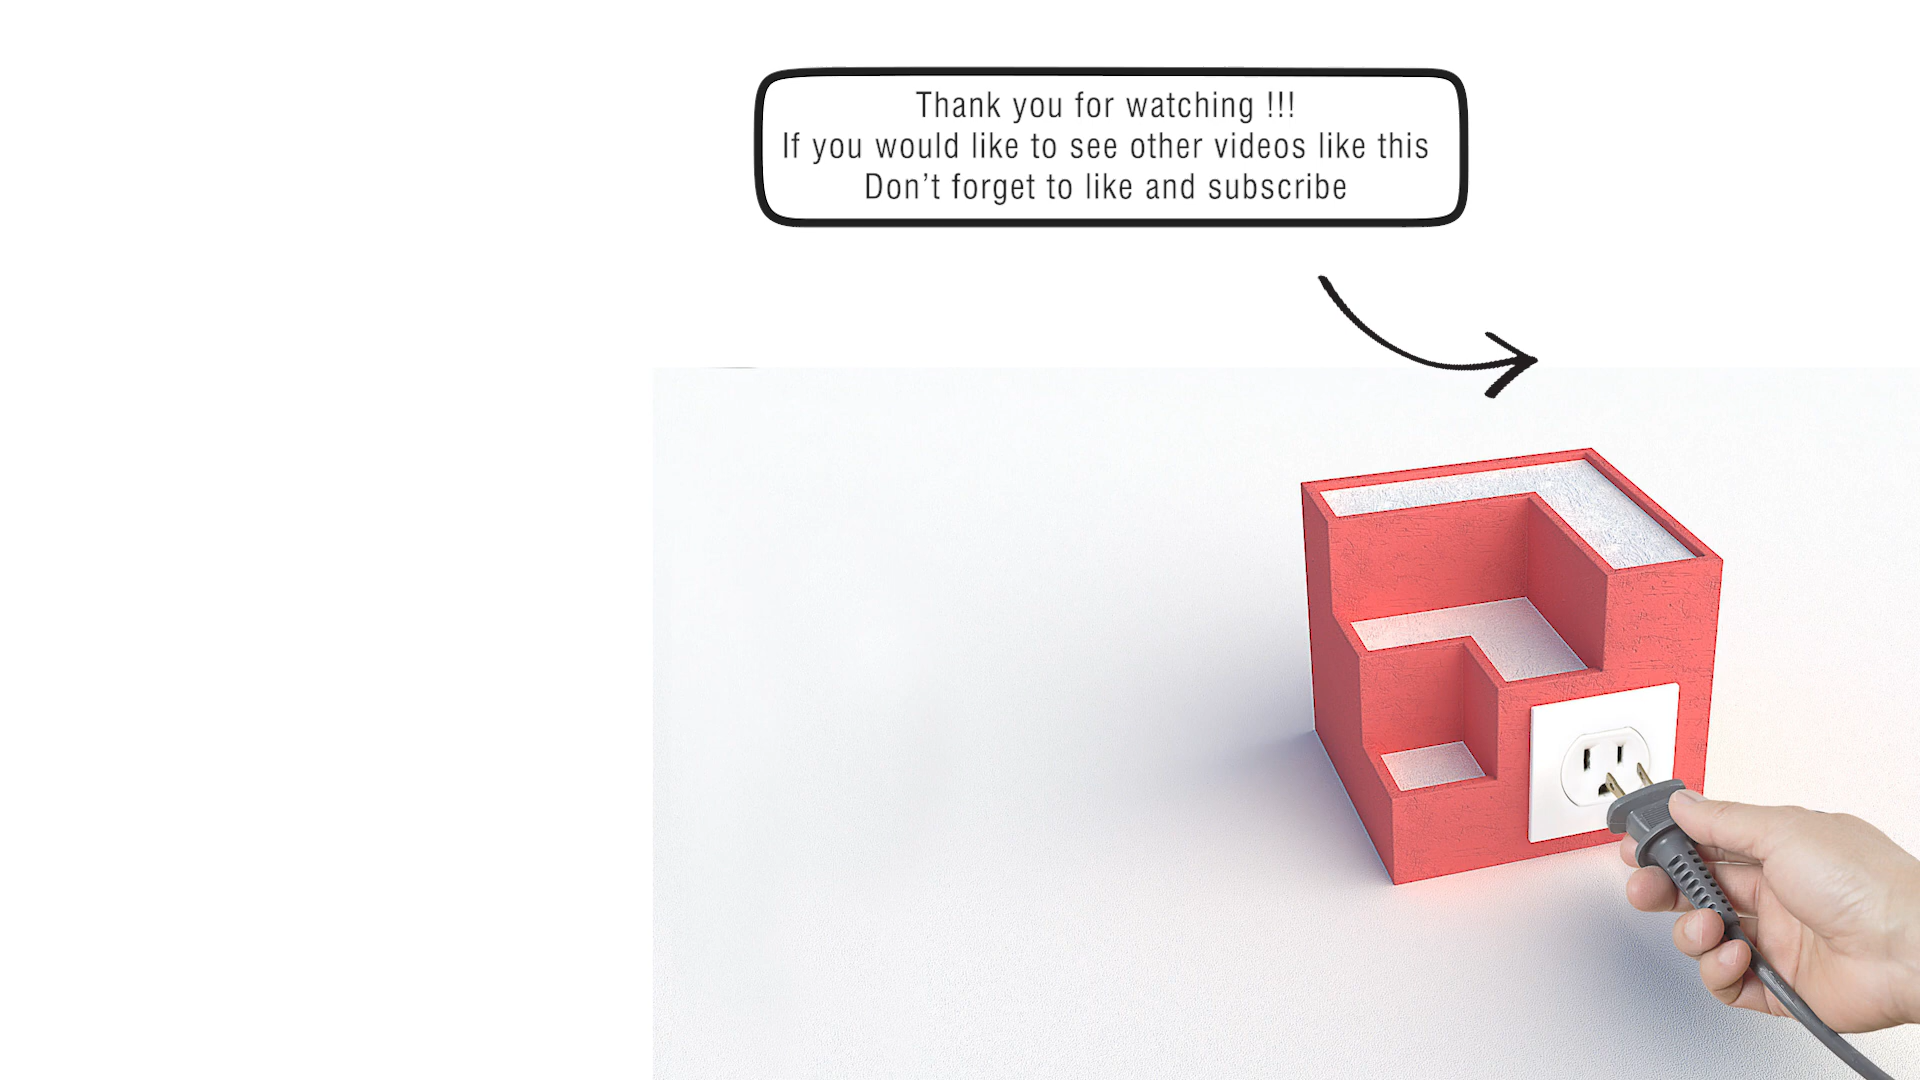 Thank you for watching !!!
If you would like to see other videos like this
Don’t forget to like and subscribe